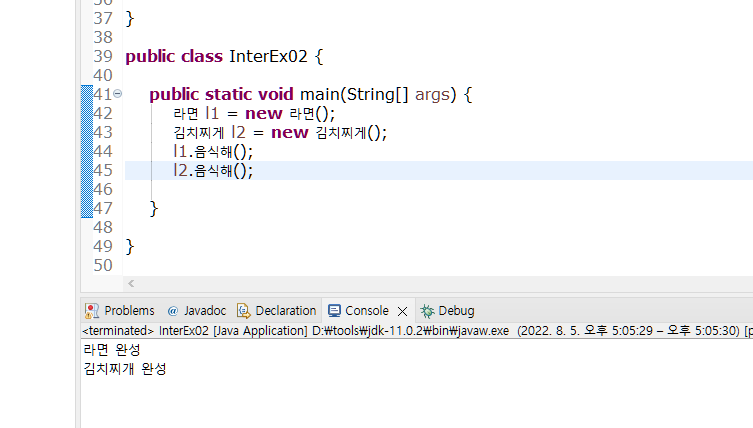 37 }
38
39 public class InterEx02 {
40
41 public static void main(String[] args) {
42 라면 l1 = new 라면();
43 김치찌게 l2 = new 김치찌게();
44 l1.음식해();
45 l2.음식해();
46
47 }
48
49 }
50
Problems @ Javadoc Declaration Console Debug
<terminated> InterEx02 [Java Application] D:₩tools₩jdk-11.0.2₩bin₩javaw.exe (2022. 8. 5. 오후 5:05:29 – 오후 5:05:30) [p
라면 완성
김치찌개 완성